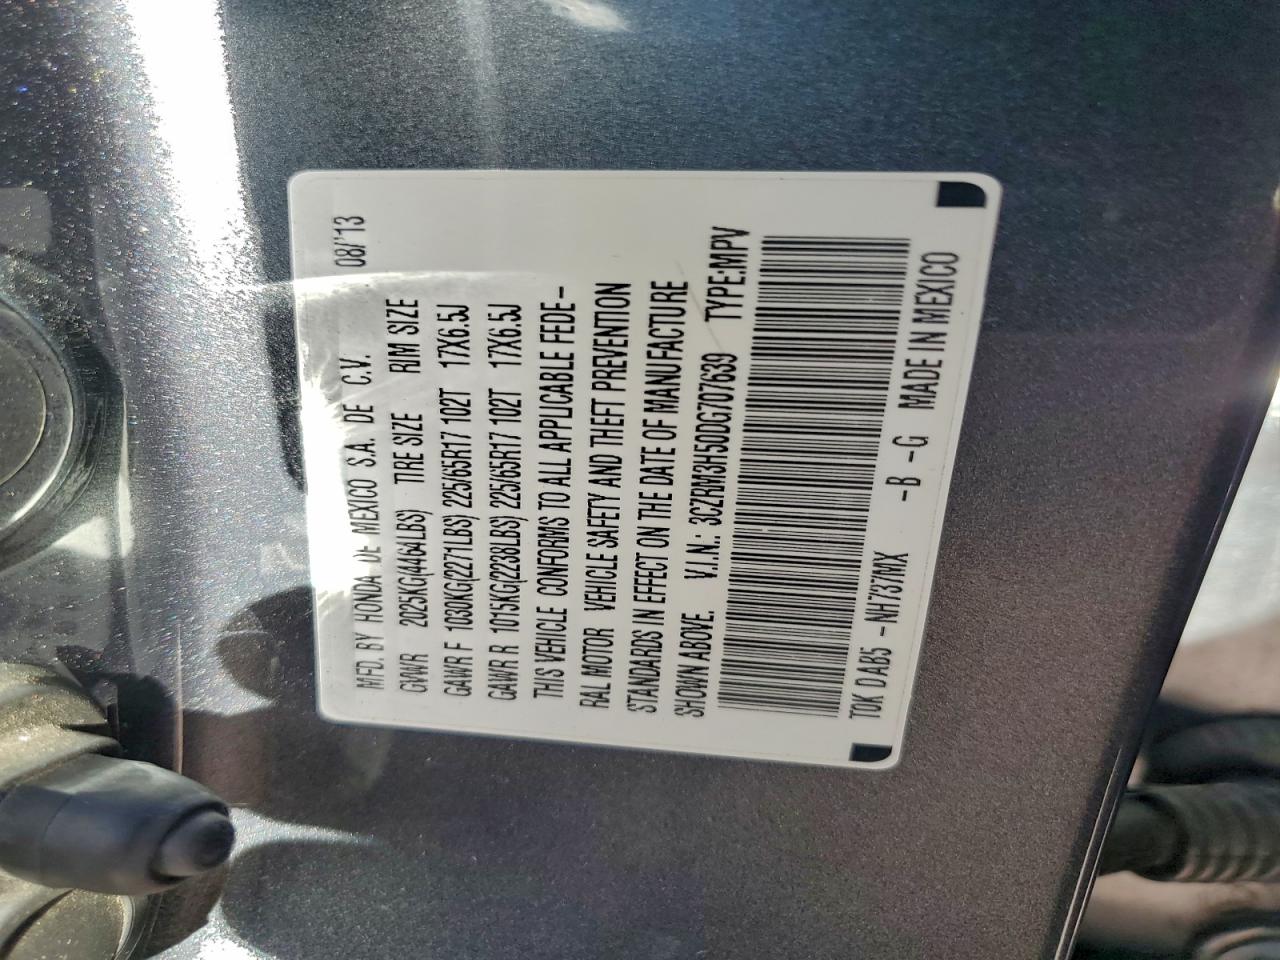 08/'13
MFD. BY HONDA DE MEXICO S.A. DE C.V.
GVWR 2025KG(4464LBS) TIRE SIZE RIM SIZE
GAWR F 1030KG(2271LBS) 225/65R17 102T 17X6.5J
GAWR R 1015KG(2238LBS) 225/65R17 102T 17X6.5J
THIS VEHICLE CONFORMS TO ALL APPLICABLE FEDE-
RAL MOTOR VEHICLE SAFETY AND THEFT PREVENTION
STANDARDS IN EFFECT ON THE DATE OF MANUFACTURE
SHOWN ABOVE. V.I.N.: 3CZRM3H50DG707639 TYPE:MPV
T0K DAB5 -NH737MX -B -G MADE IN MEXICO